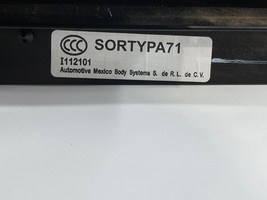 CCC SORTYPA71
I112101
Automotive Mexico Body Systems S. de R.L. de C.V.